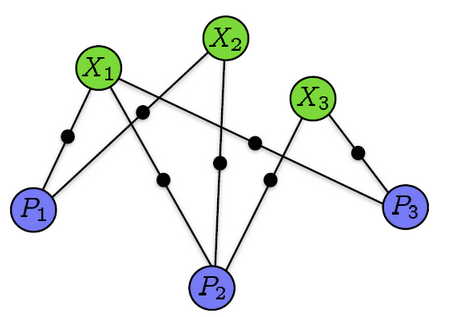 X₁
X₂
X₃
P₁
P₂
P₃